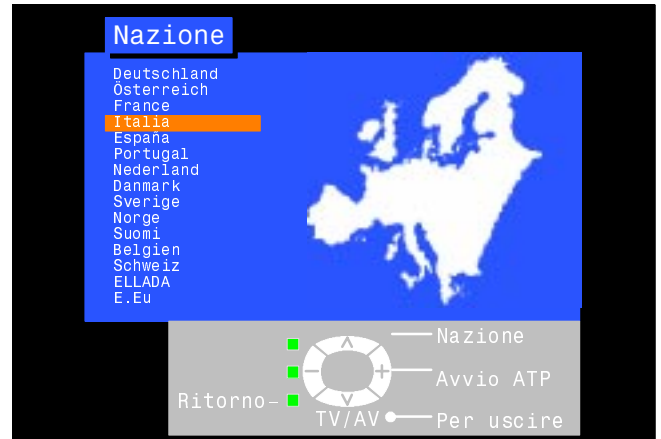 Nazione
Deutschland
Österreich
France
Italia
España
Portugal
Nederland
Danmark
Sverige
Norge
Suomi
Belgien
Schweiz
ELLADA
E.Eu
Nazione
Avvio ATP
Ritorno
TV/AV
Per uscire